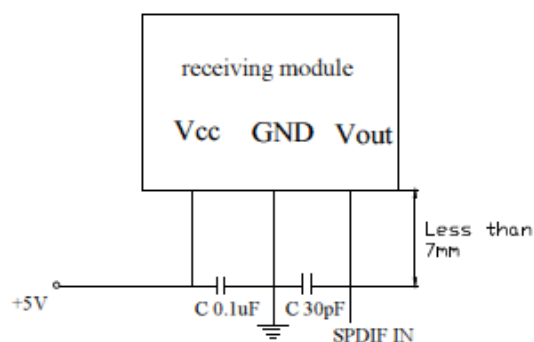 receiving module
Vcc GND Vout
Less than
7mm
+5V
C 0.1uF C 30pF
SPDIF IN